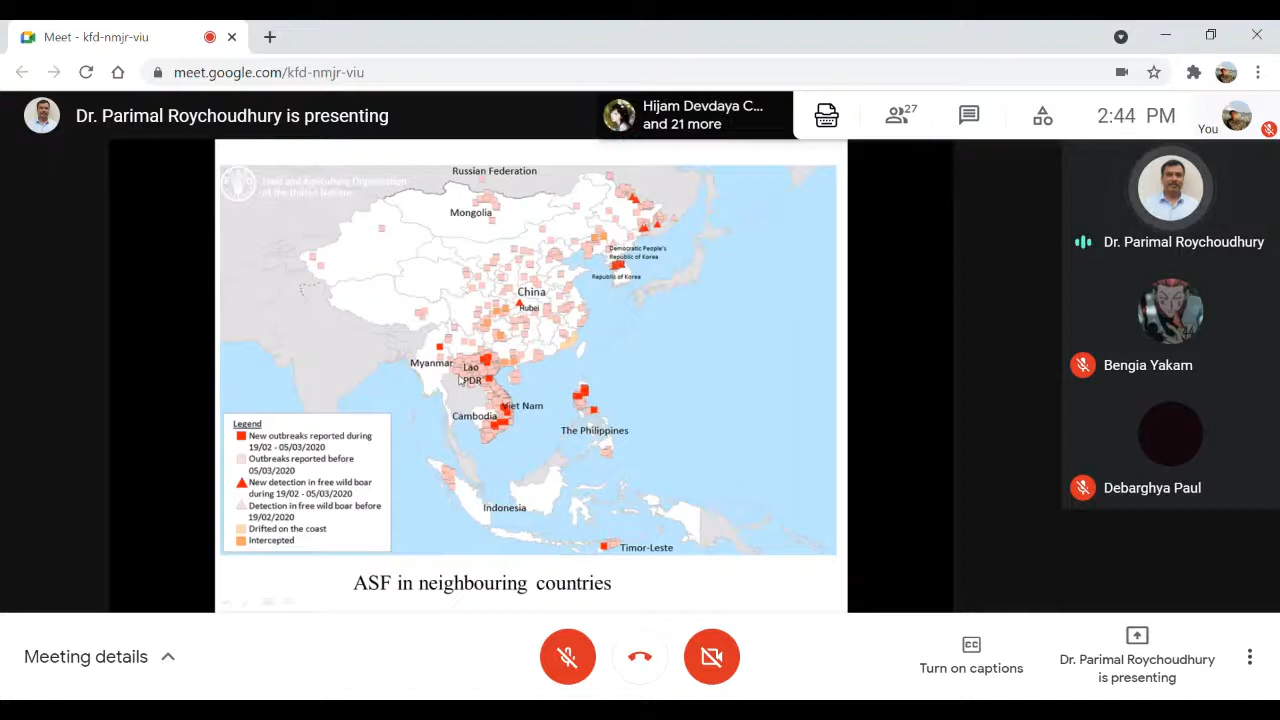 Meet - kfd-nmjr-viu
meet.google.com/kfd-nmjr-viu
Dr. Parimal Roychoudhury is presenting
Hijam Devdaya C...
and 21 more
27
2:44 PM
You
Food and Agriculture Organization
of the United Nations
Russian Federation
Mongolia
Democratic People's
Republic of Korea
Republic of Korea
China
Hubei
Myanmar
Lao
PDR
Viet Nam
Cambodia
The Philippines
Indonesia
Timor-Leste
Legend
New outbreaks reported during
19/02 - 05/03/2020
Outbreaks reported before
05/03/2020
New detection in free wild boar
during 19/02 - 05/03/2020
Detection in free wild boar before
19/02/2020
Drifted on the coast
Intercepted
ASF in neighbouring countries
Dr. Parimal Roychoudhury
Bengia Yakam
Debarghya Paul
Meeting details
CC
Turn on captions
Dr. Parimal Roychoudhury
is presenting